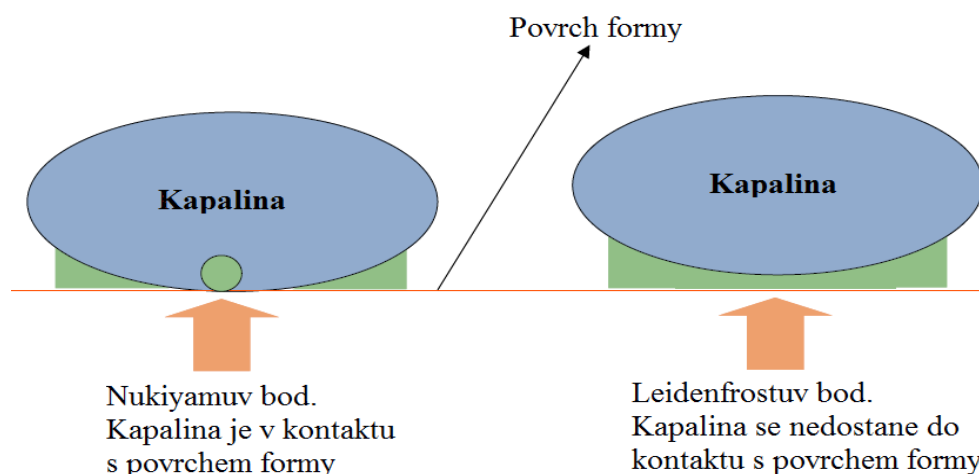 Povrch formy
Kapalina
Kapalina
Nukiyamuv bod.
Kapalina je v kontaktu
s povrchem formy
Leidenfrostuv bod.
Kapalina se nedostane do
kontaktu s povrchem formy